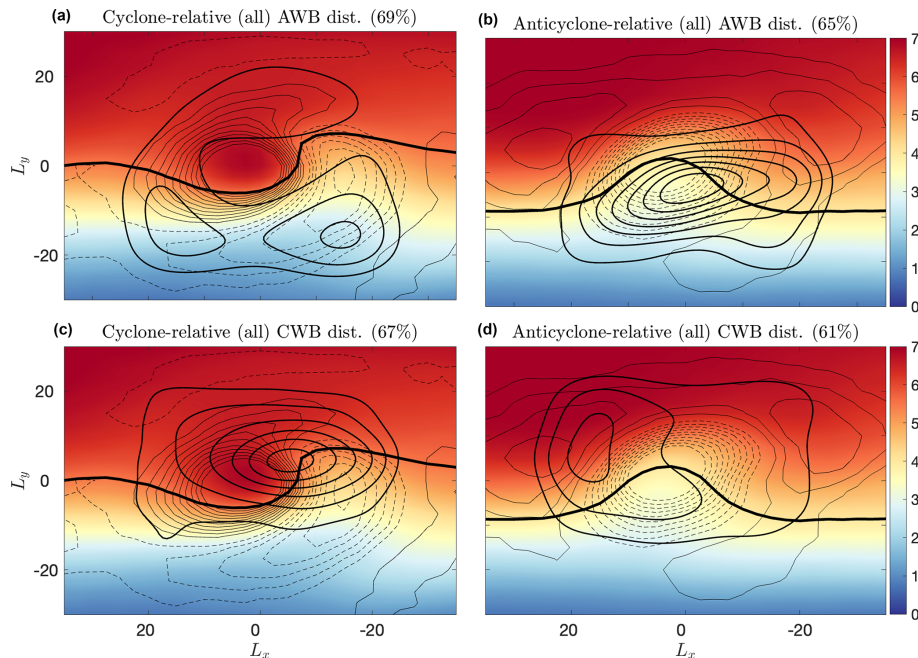 (a) Cyclone-relative (all) AWB dist. (69%)
(b) Anticyclone-relative (all) AWB dist. (65%)
20
0
-20
L_y
7
6
5
4
3
2
1
0
(c) Cyclone-relative (all) CWB dist. (67%)
(d) Anticyclone-relative (all) CWB dist. (61%)
20
0
-20
L_y
20 0 -20
L_x
20 0 -20
L_x
7
6
5
4
3
2
1
0